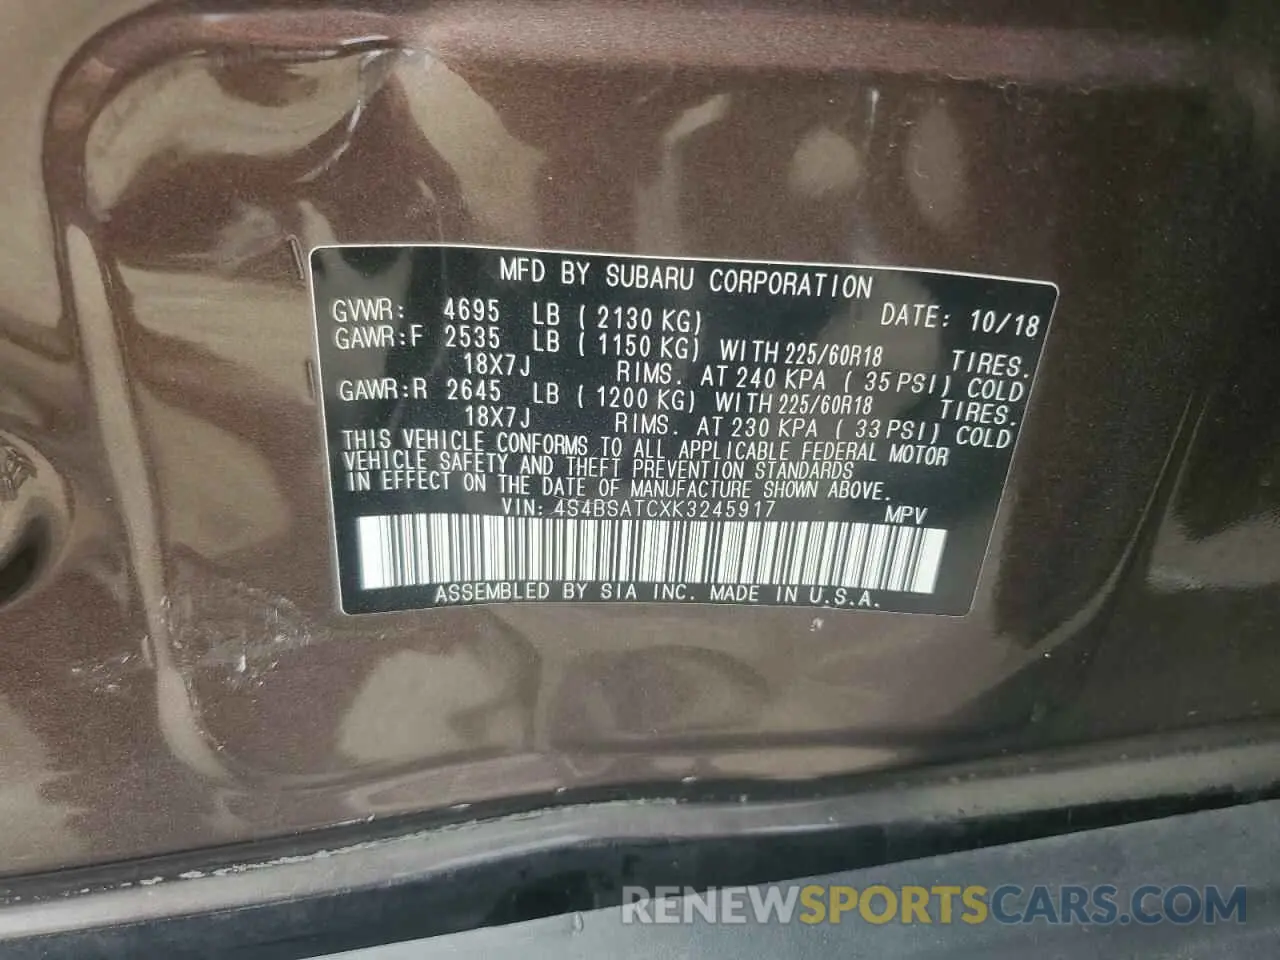 MFD BY SUBARU CORPORATION
GVWR: 4695 LB ( 2130 KG) DATE: 10/18
GAWR:F 2535 LB ( 1150 KG) WITH 225/60R18 TIRES.
18X7J RIMS. AT 240 KPA ( 35 PSI) COLD
GAWR:R 2645 LB ( 1200 KG) WITH 225/60R18 TIRES.
18X7J RIMS. AT 230 KPA ( 33 PSI) COLD
THIS VEHICLE CONFORMS TO ALL APPLICABLE FEDERAL MOTOR
VEHICLE SAFETY AND THEFT PREVENTION STANDARDS
IN EFFECT ON THE DATE OF MANUFACTURE SHOWN ABOVE.
VIN: 4S4BSATCXK3245917 MPV
ASSEMBLED BY SIA INC. MADE IN U.S.A.
RENEWSPORTSCARS.COM